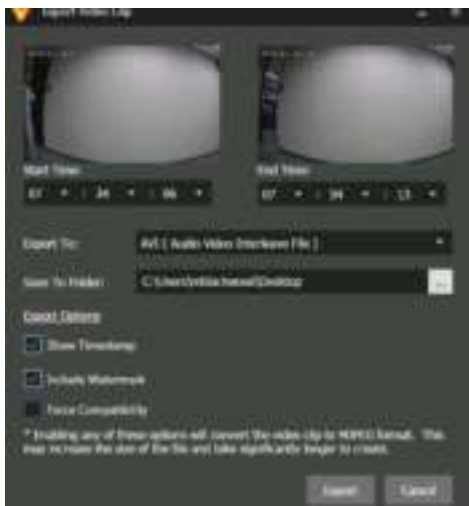 Export Video Clip
Start Time: End Time:
07 : 34 : 06 07 : 34 : 13
Export To: AVI [ Audio Video Interleave File ]
Save To Folder: ...
Export Options
Show Timestamp
Include Watermark
Force Compatibility
* Enabling any of these options will convert the video clip to MJPEG format. This
may increase the size of the file and take significantly longer to create.
Export Cancel